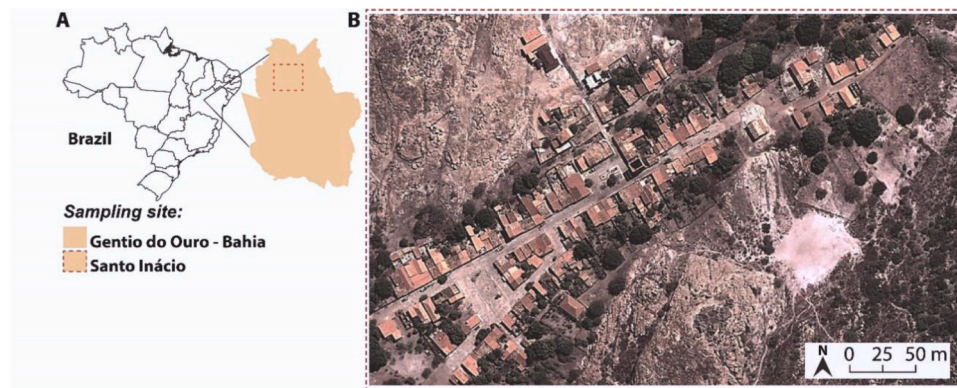 A
B
Brazil
Sampling site:
Gentio do Ouro - Bahia
Santo Inácio
N
0 25 50 m